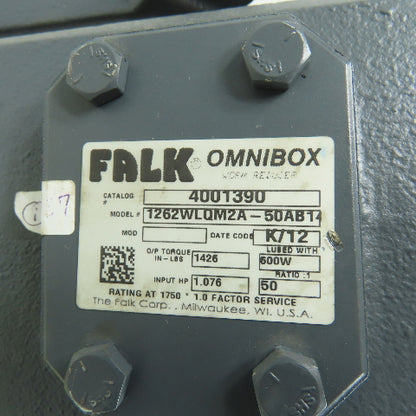 FALK® OMNIBOX
WORM REDUCER
CATALOG # 4001390
MODEL # 1262WLQM2A-50AB14
MOD DATE CODE K/12
O/P TORQUE IN-LBS 1426 LUBED WITH 600W
INPUT HP 1.076 RATIO :1 50
RATING AT 1750 * 1.0 FACTOR SERVICE
The Falk Corp., Milwaukee, WI. U.S.A.
i 7